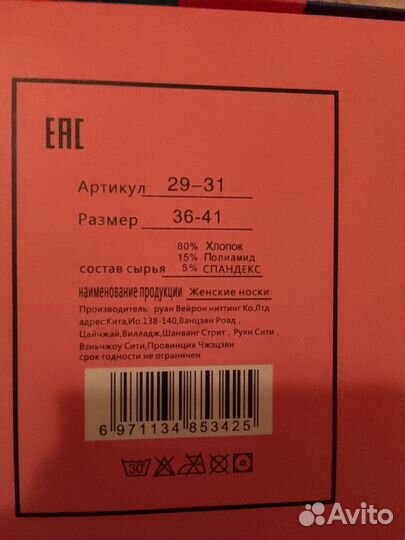 EAC
Артикул 29-31
Размер 36-41
80% Хлопок
15% Полиамид
состав сырья 5% СПАНДЕКС
наименование продукции Женские носки
Производитель: руан Вейрон ниттинг Ко.Лтд
адрес:Кита,Ио.138-140,Ванцзян Роад ,
Цайчжай,Вилладж,Шанванг Стрит , Руян Сити ,
Взньчжоу Сити,Провинция Чжэцзян
срок годности не ограничен
6 971134 853425
30
Avito